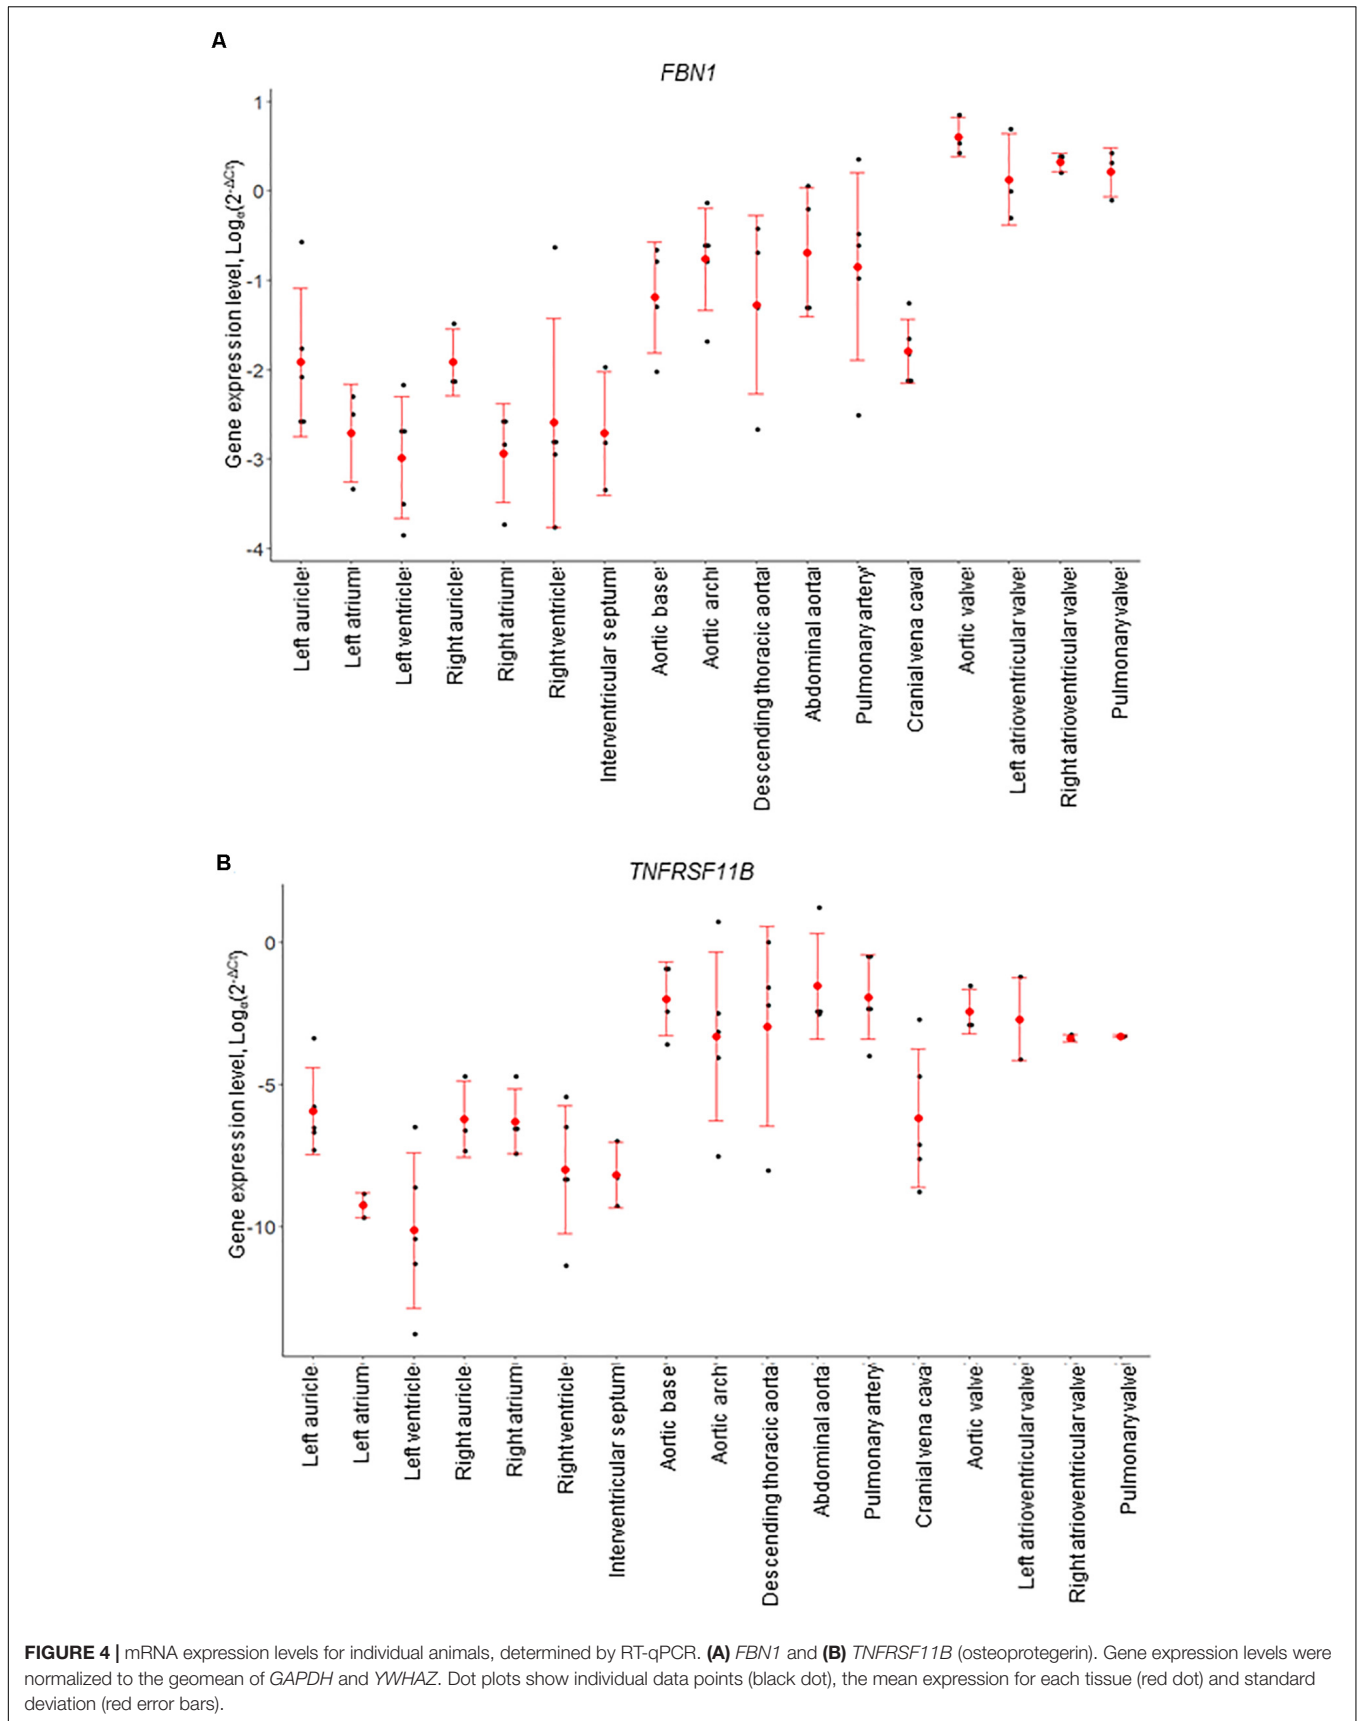 A
FBN1
Gene expression level, Logₑ(2^-ΔCt)
1
0
-1
-2
-3
-4
Left auricle
Left atrium
Left ventricle
Right auricle
Right atrium
Right ventricle
Interventricular septum
Aortic base
Aortic arch
Descending thoracic aorta
Abdominal aorta
Pulmonary artery
Cranial vena cava
Aortic valve
Left atrioventricular valve
Right atrioventricular valve
Pulmonary valve
B
TNFRSF11B
Gene expression level, Logₑ(2^-ΔCt)
0
-5
-10
Left auricle
Left atrium
Left ventricle
Right auricle
Right atrium
Right ventricle
Interventricular septum
Aortic base
Aortic arch
Descending thoracic aorta
Abdominal aorta
Pulmonary artery
Cranial vena cava
Aortic valve
Left atrioventricular valve
Right atrioventricular valve
Pulmonary valve
FIGURE 4 | mRNA expression levels for individual animals, determined by RT-qPCR. (A) FBN1 and (B) TNFRSF11B (osteoprotegerin). Gene expression levels were
normalized to the geomean of GAPDH and YWHAZ. Dot plots show individual data points (black dot), the mean expression for each tissue (red dot) and standard
deviation (red error bars).